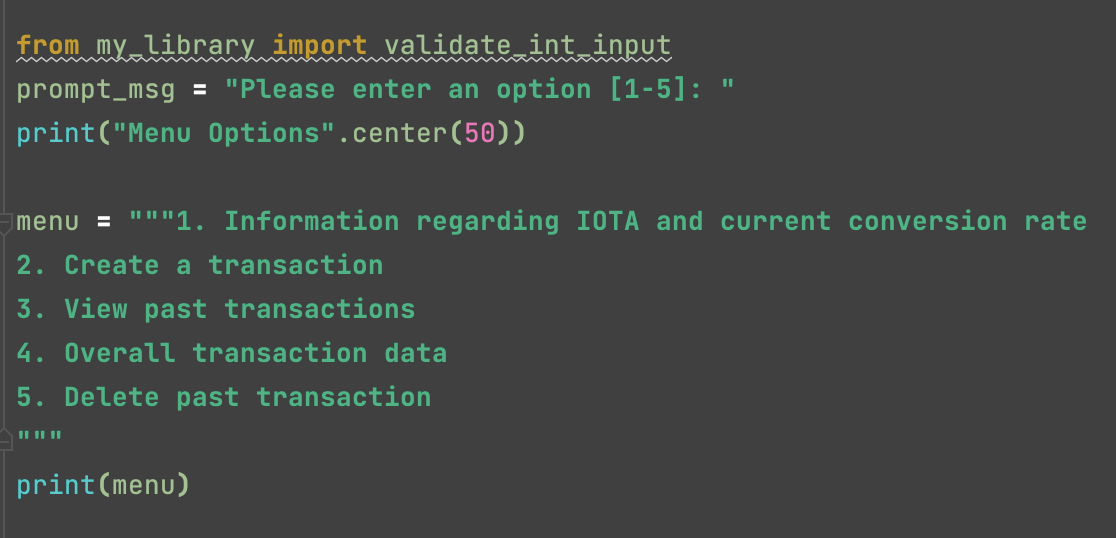 from my_library import validate_int_input
prompt_msg = "Please enter an option [1-5]: "
print("Menu Options".center(50))
menu = """1. Information regarding IOTA and current conversion rate
2. Create a transaction
3. View past transactions
4. Overall transaction data
5. Delete past transaction
"""
print(menu)